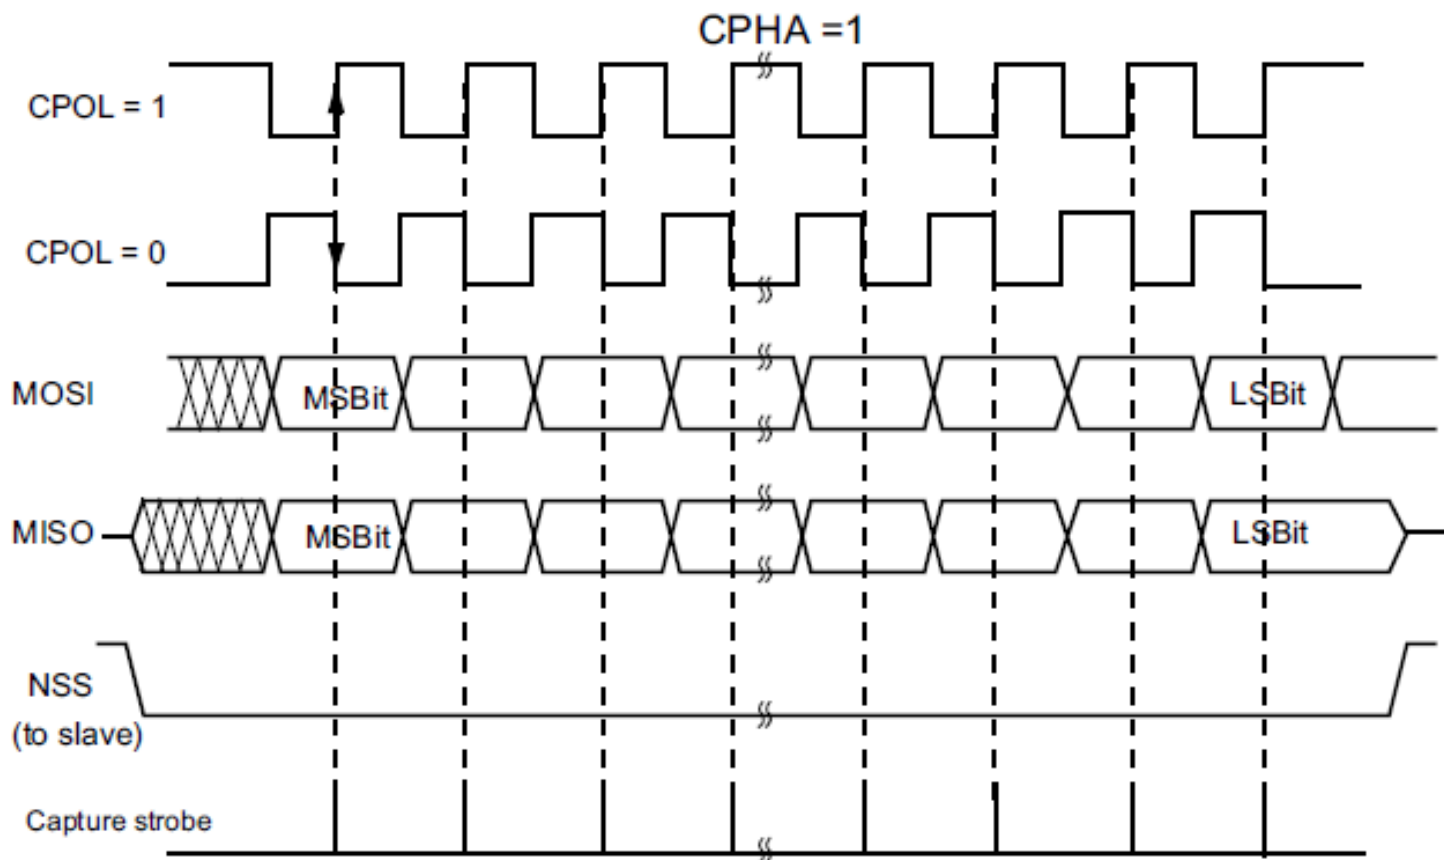 CPHA =1
CPOL = 1
CPOL = 0
MOSI
MSBit
LSBit
MISO
MSBit
LSBit
NSS
(to slave)
Capture strobe